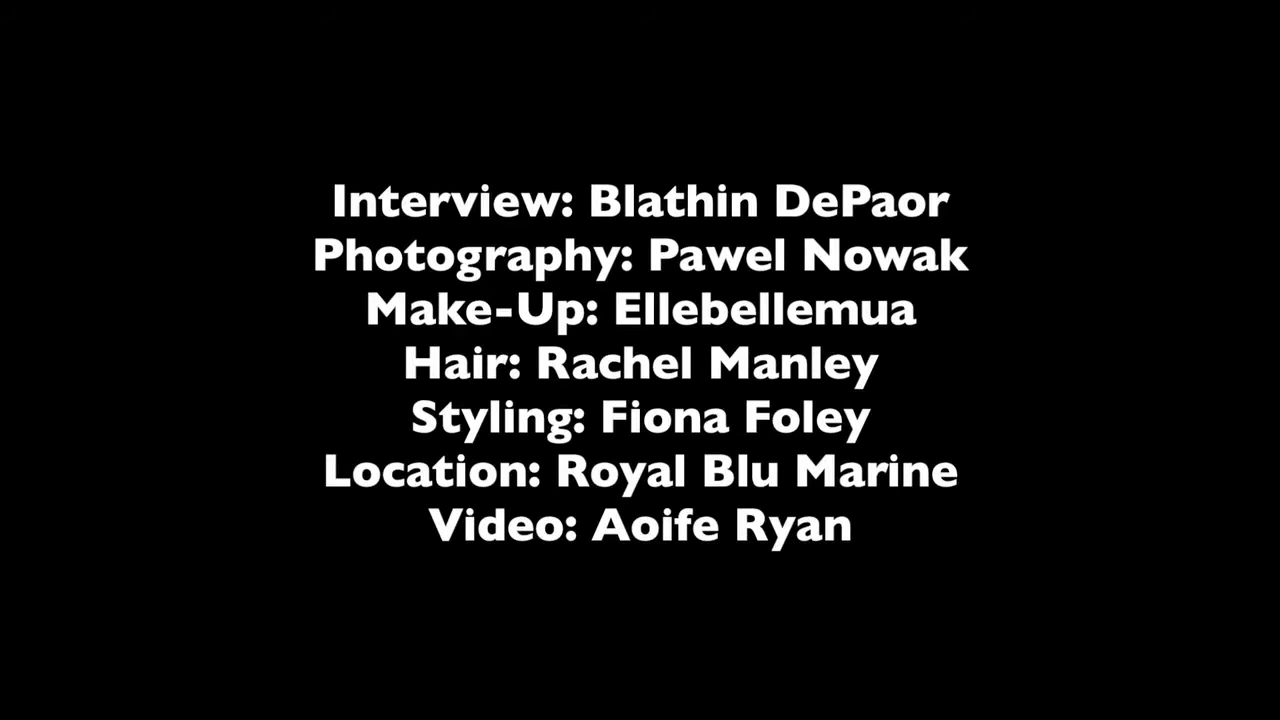 Interview: Blathin DePaor
Photography: Pawel Nowak
Make-Up: Ellebellemua
Hair: Rachel Manley
Styling: Fiona Foley
Location: Royal Blu Marine
Video: Aoife Ryan